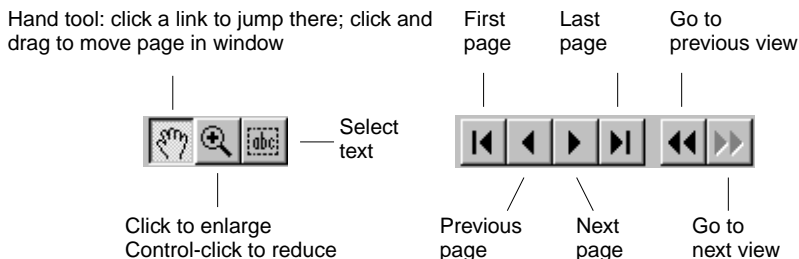 Hand tool: click a link to jump there; click and
drag to move page in window
First
page
Last
page
Go to
previous view
abc
Select
text
Click to enlarge
Control-click to reduce
Previous
page
Next
page
Go to
next view